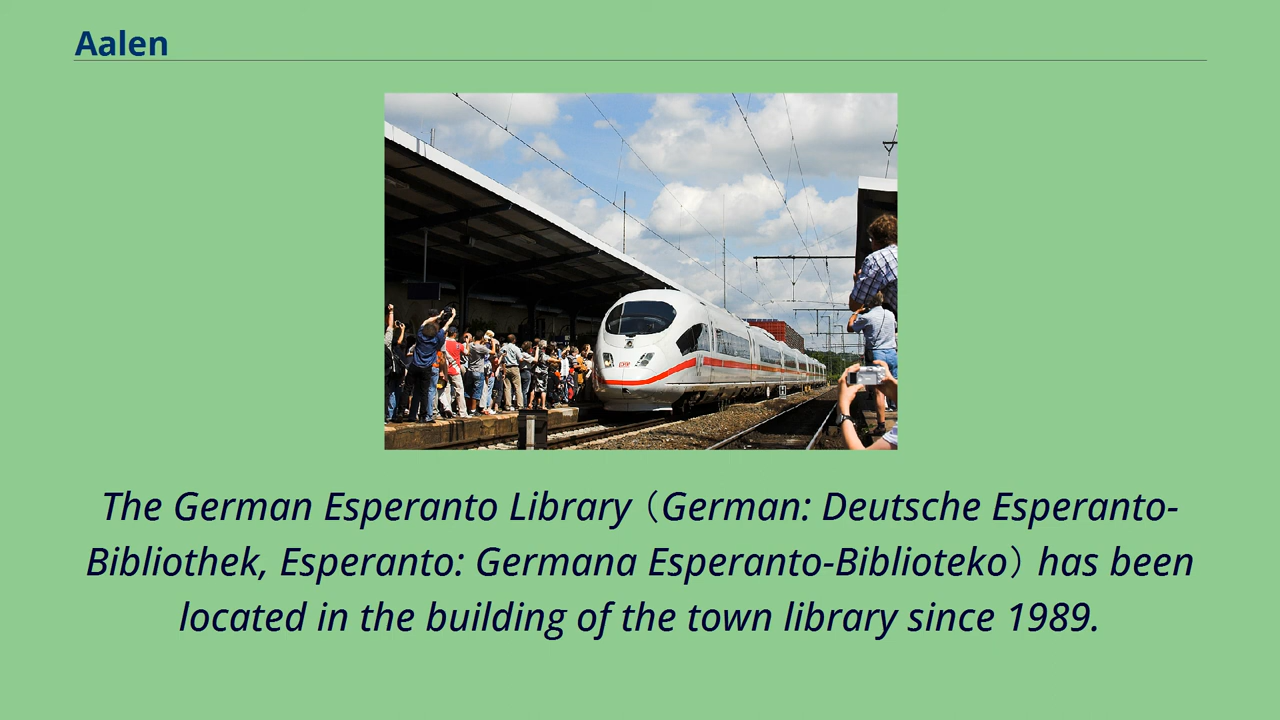 Aalen
The German Esperanto Library（German: Deutsche Esperanto-
Bibliothek, Esperanto: Germana Esperanto-Biblioteko）has been
located in the building of the town library since 1989.